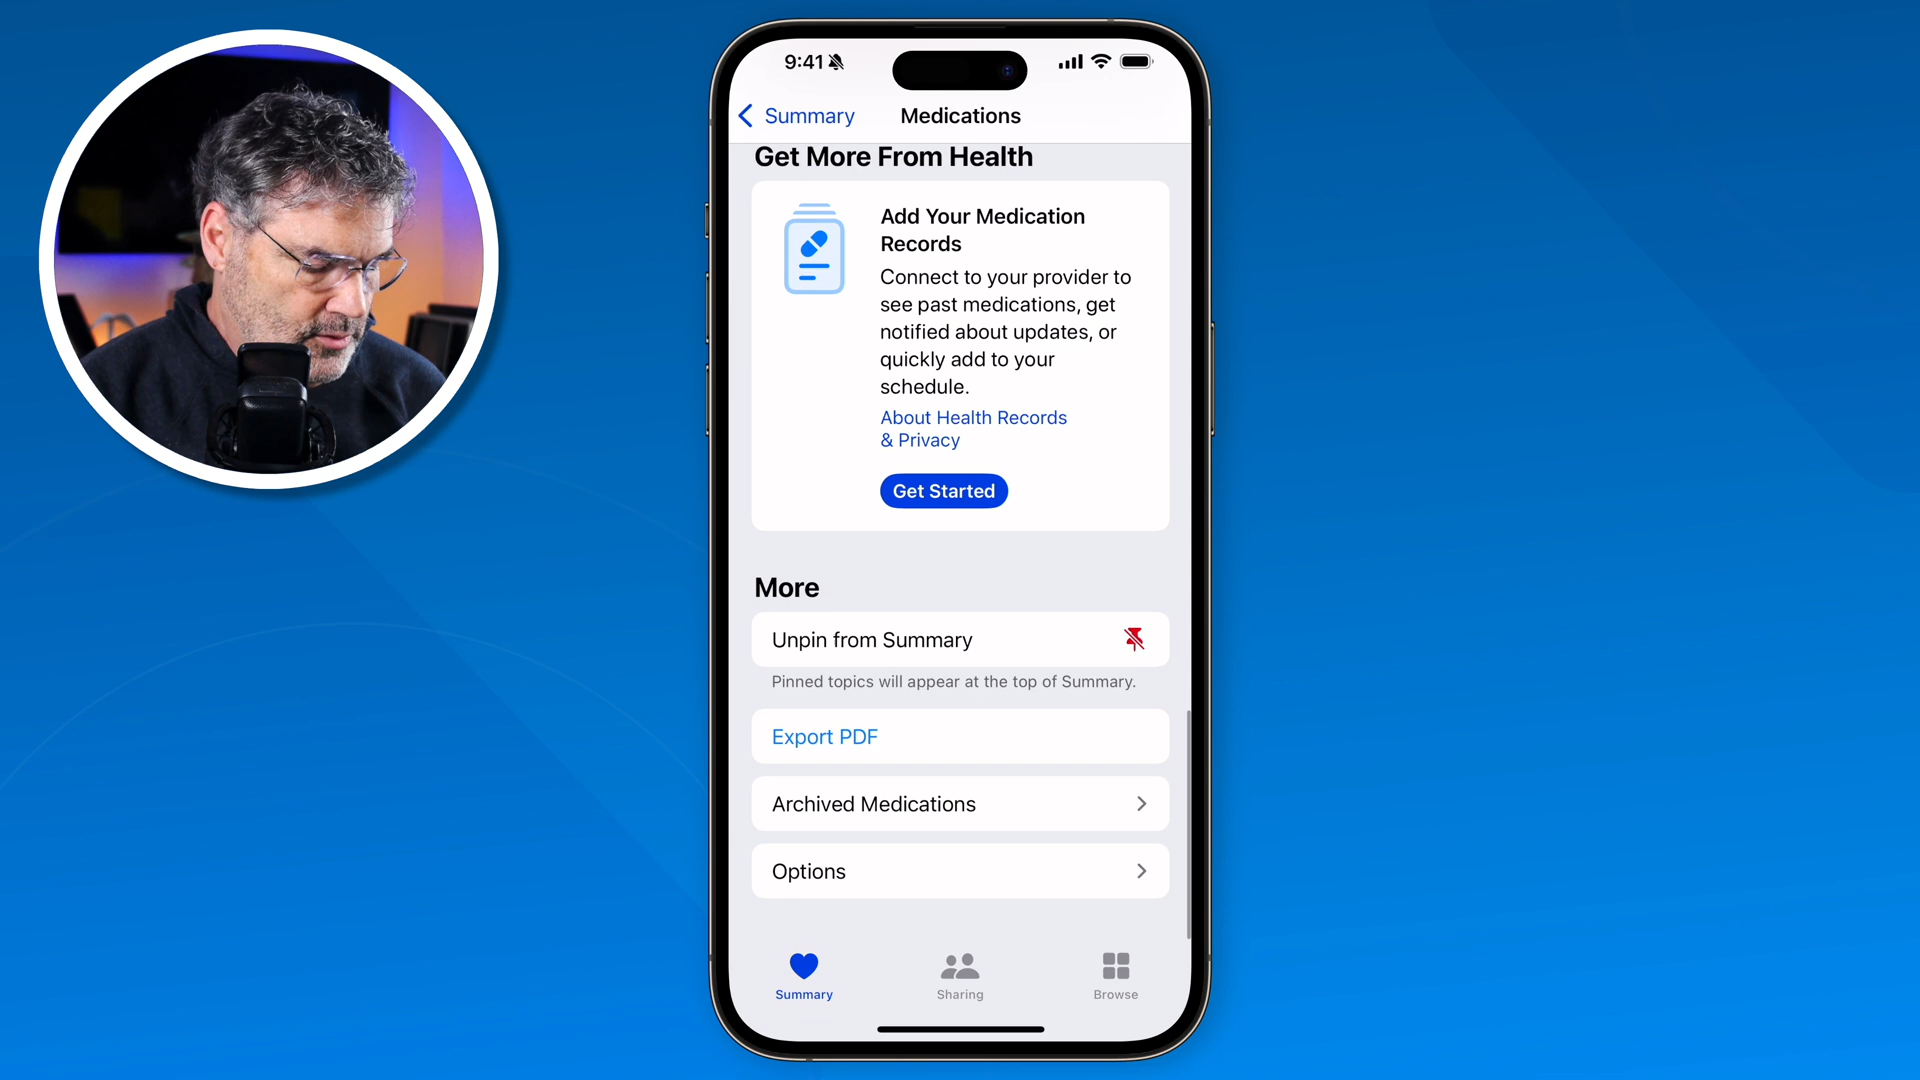 9:41
Summary
Medications
Get More From Health
Add Your Medication
Records
Connect to your provider to
see past medications, get
notified about updates, or
quickly add to your
schedule.
About Health Records
& Privacy
Get Started
More
Unpin from Summary
Pinned topics will appear at the top of Summary.
Export PDF
Archived Medications
Options
Summary
Sharing
Browse